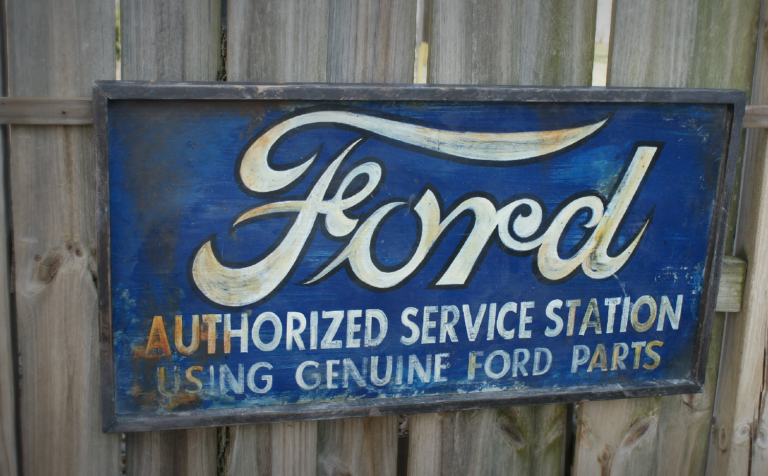 Ford
AUTHORIZED SERVICE STATION
USING GENUINE FORD PARTS